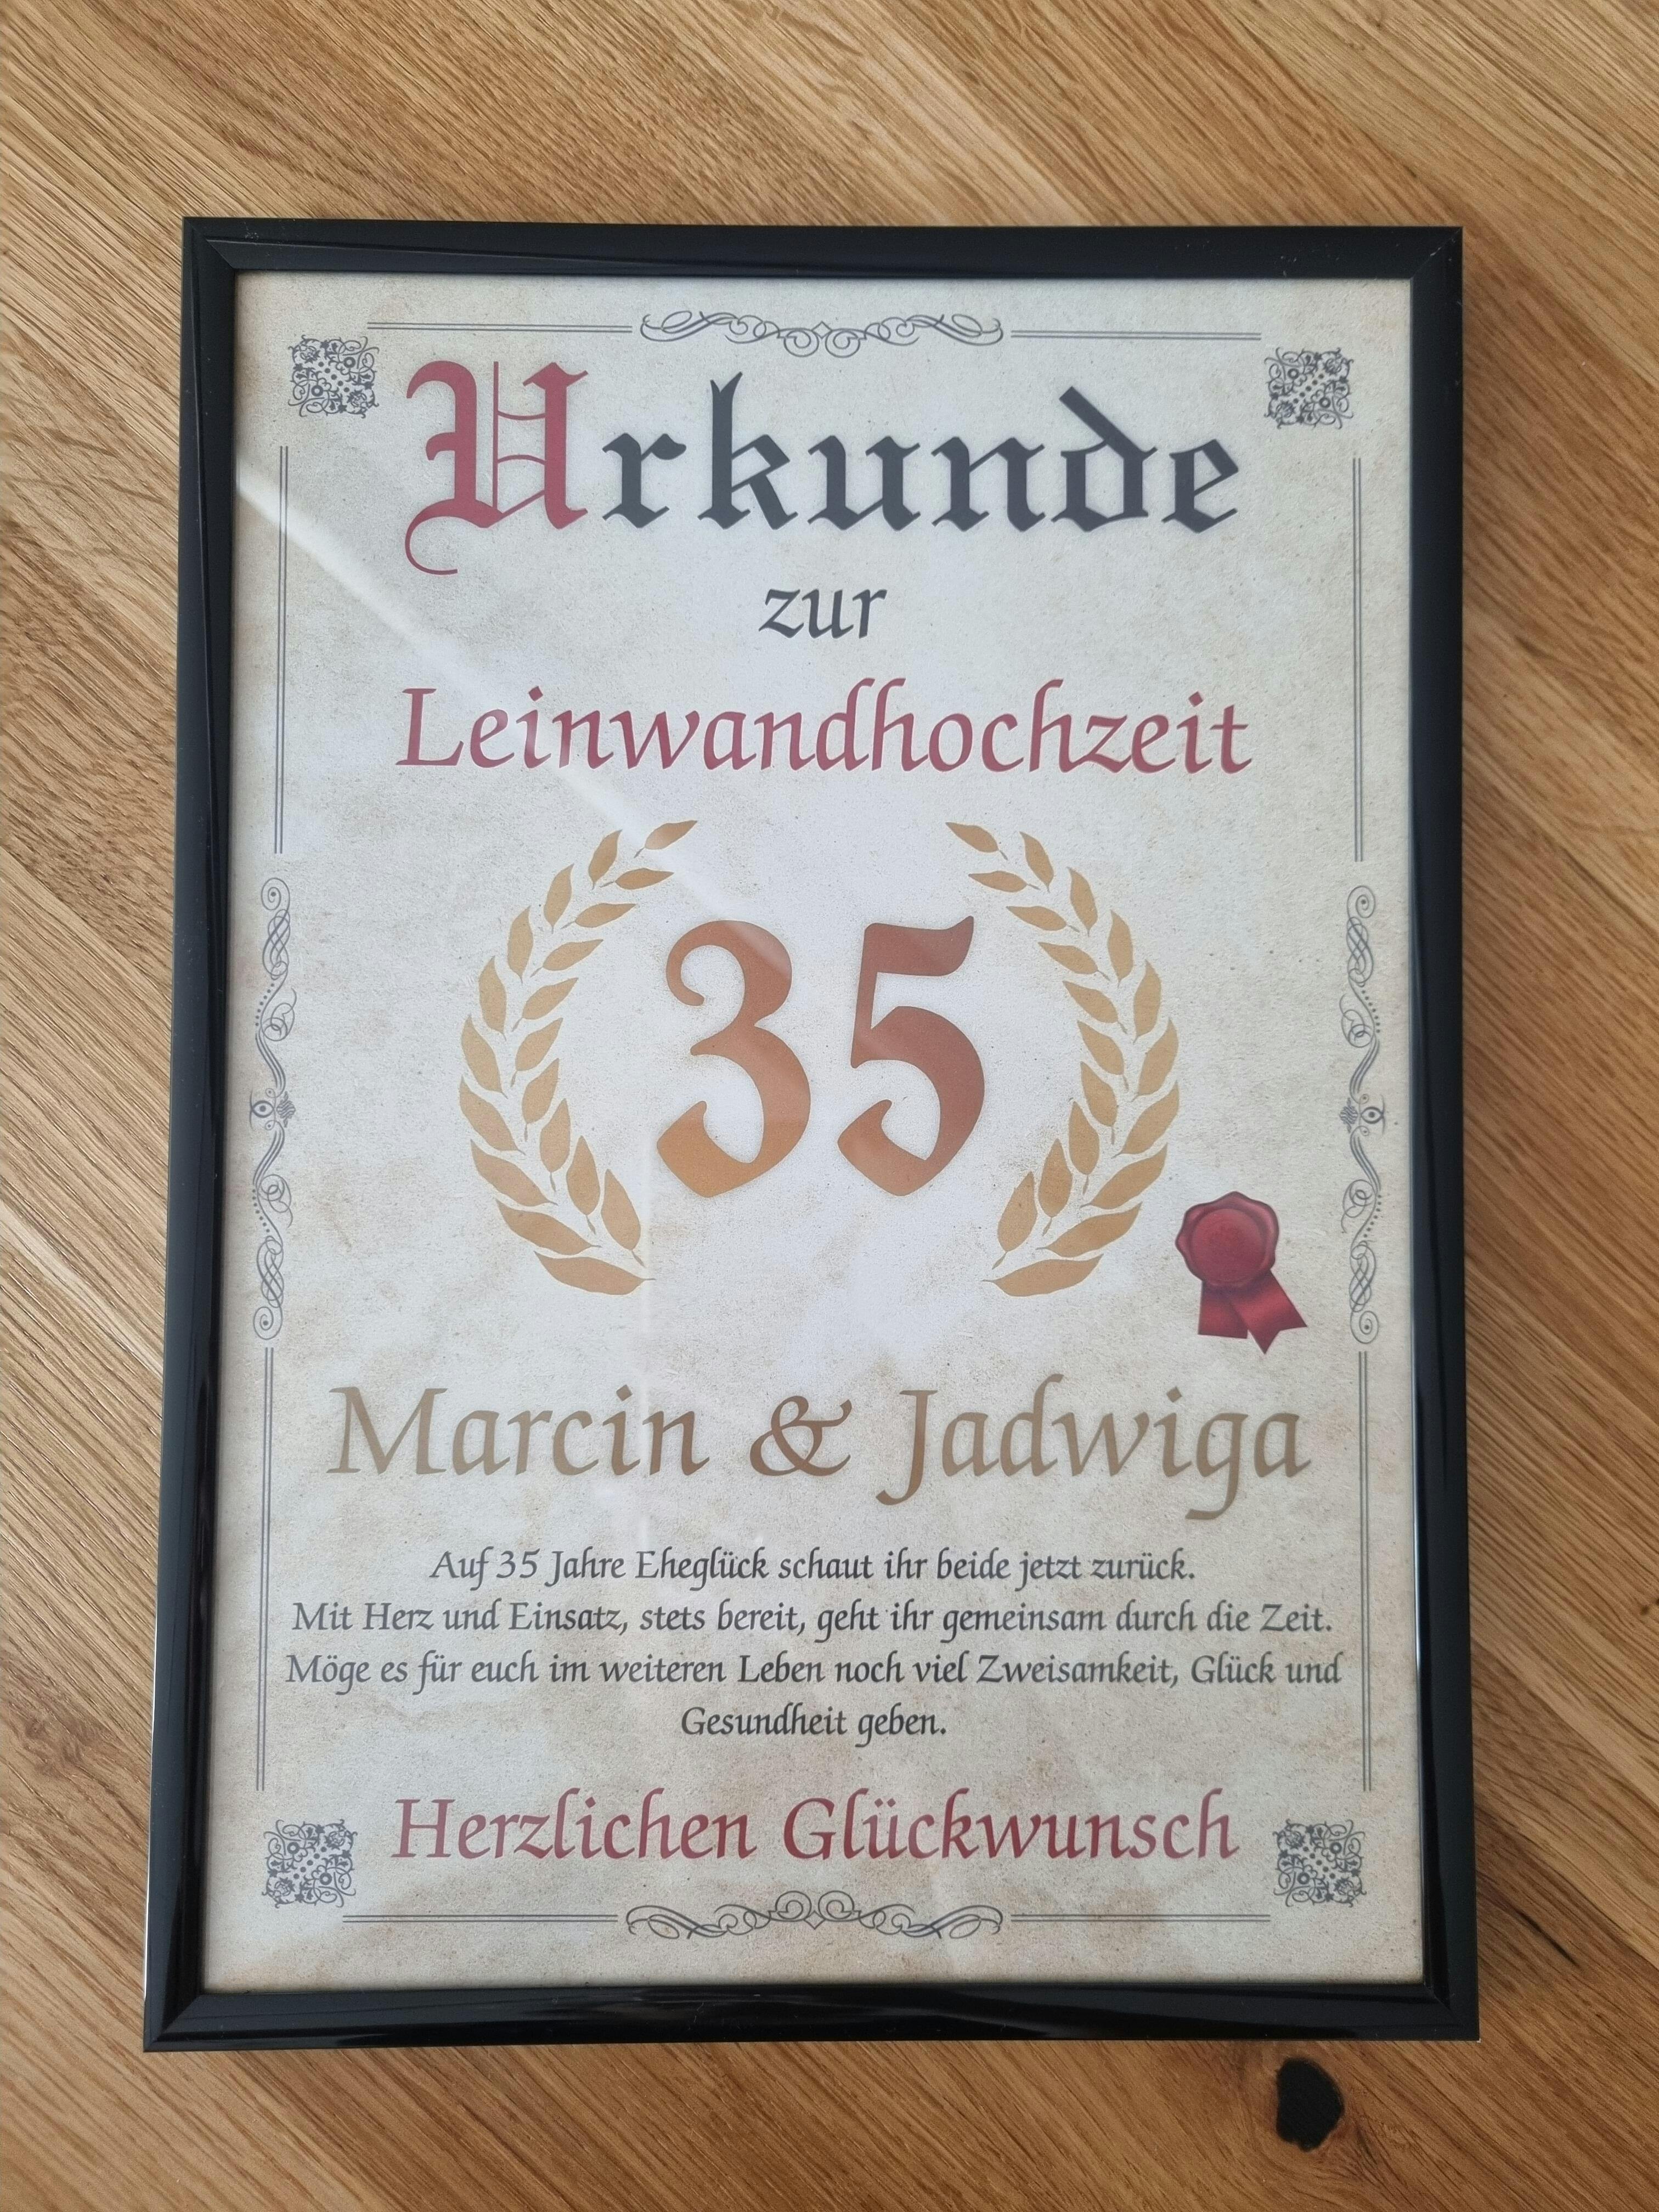 Urkunde
zur
Leinwandhochzeit
35
Marcin & Jadwiga
Auf 35 Jahre Eheglück schaut ihr beide jetzt zurück.
Mit Herz und Einsatz, stets bereit, geht ihr gemeinsam durch die Zeit.
Möge es für euch im weiteren Leben noch viel Zweisamkeit, Glück und
Gesundheit geben.
Herzlichen Glückwunsch